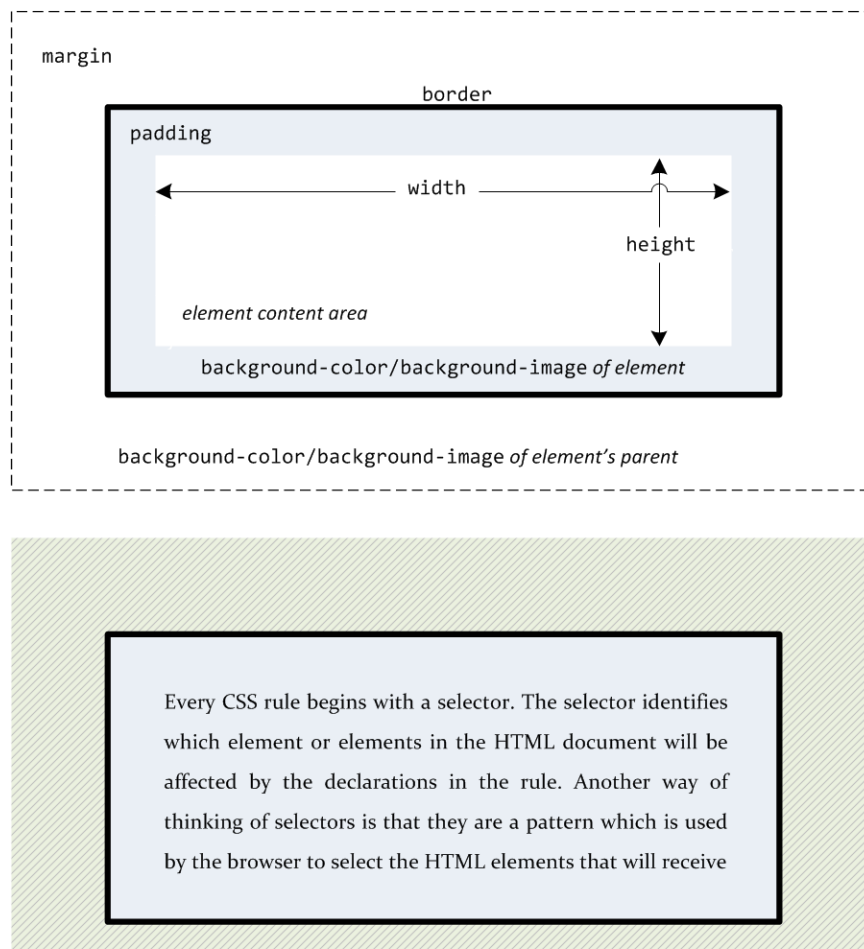 margin
border
padding
width
height
element content area
background-color/background-image of element
background-color/background-image of element’s parent
Every CSS rule begins with a selector. The selector identifies
which element or elements in the HTML document will be
affected by the declarations in the rule. Another way of
thinking of selectors is that they are a pattern which is used
by the browser to select the HTML elements that will receive